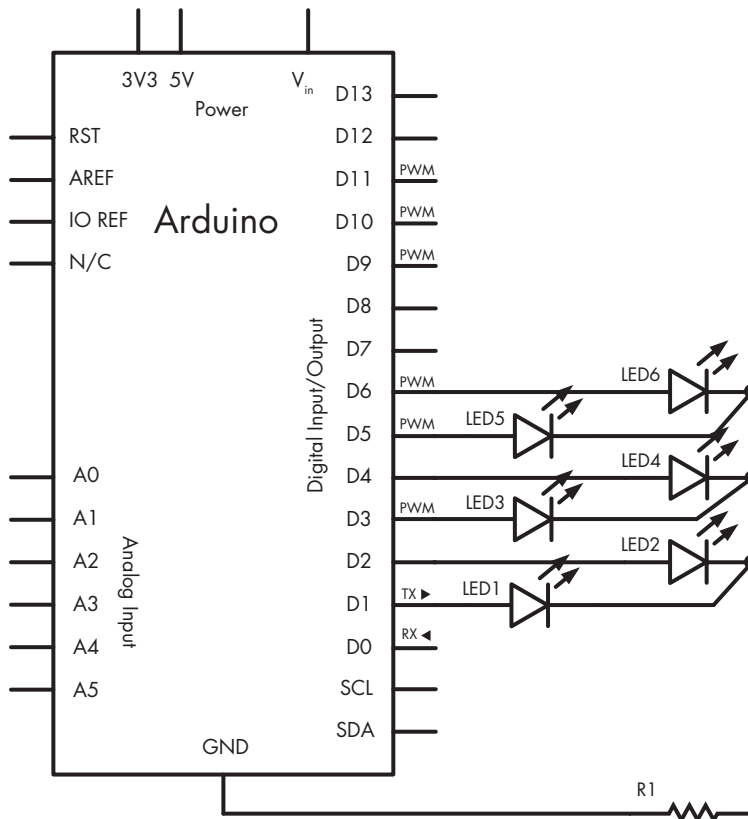 3V3 5V Vin
Power
D13
RST
D12
AREF
D11 PWM
IO REF
Arduino
D10 PWM
N/C
D9 PWM
D8
D7
Digital Input/Output
D6 PWM
LED6
D5 PWM
LED5
A0
D4
LED4
A1
D3 PWM
LED3
A2
D2
LED2
Analog Input
A3
D1 TX
LED1
A4
D0 RX
A5
SCL
SDA
GND
R1